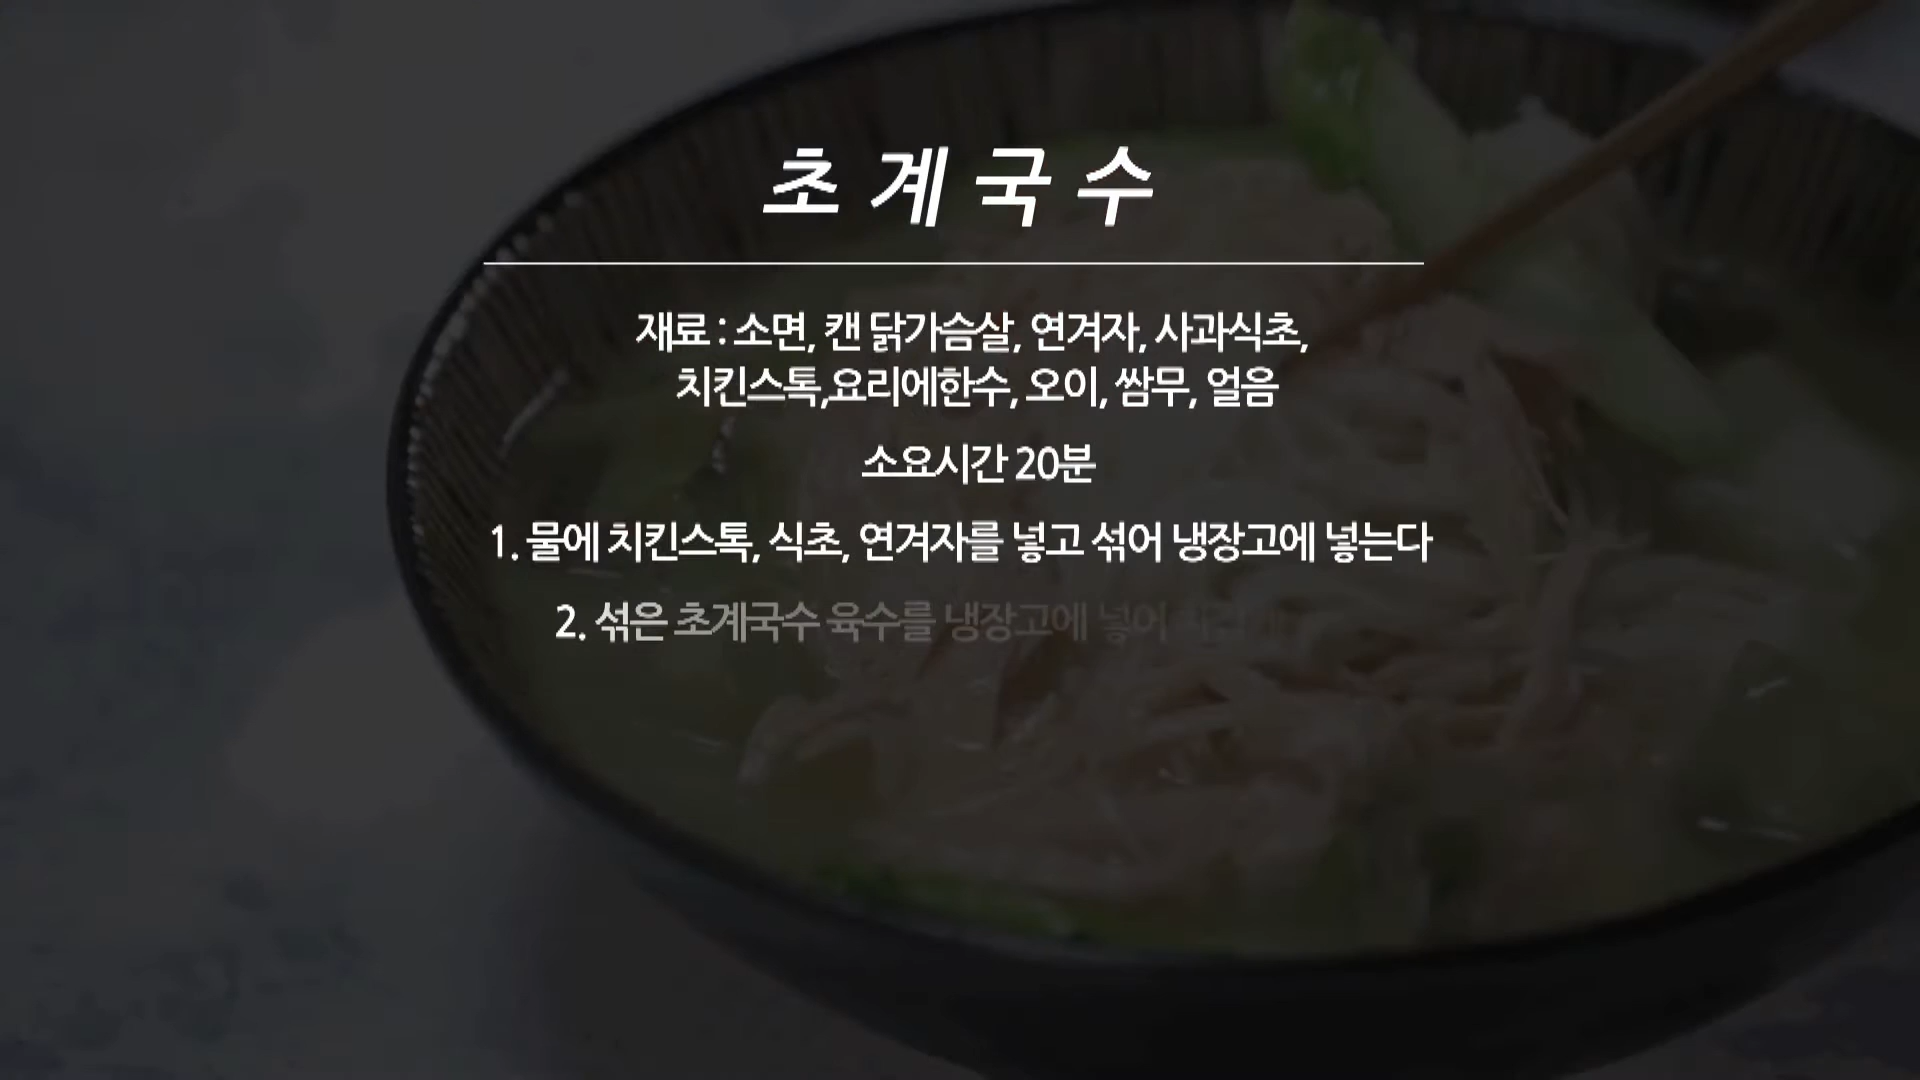 초계국수
재료 : 소면, 캔 닭가슴살, 연겨자, 사과식초,
치킨스톡,요리에한수, 오이, 쌈무, 얼음
소요시간 20분
1. 물에 치킨스톡, 식초, 연겨자를 넣고 섞어 냉장고에 넣는다
2. 섞은 초계국수 육수를 냉장고에 넣어